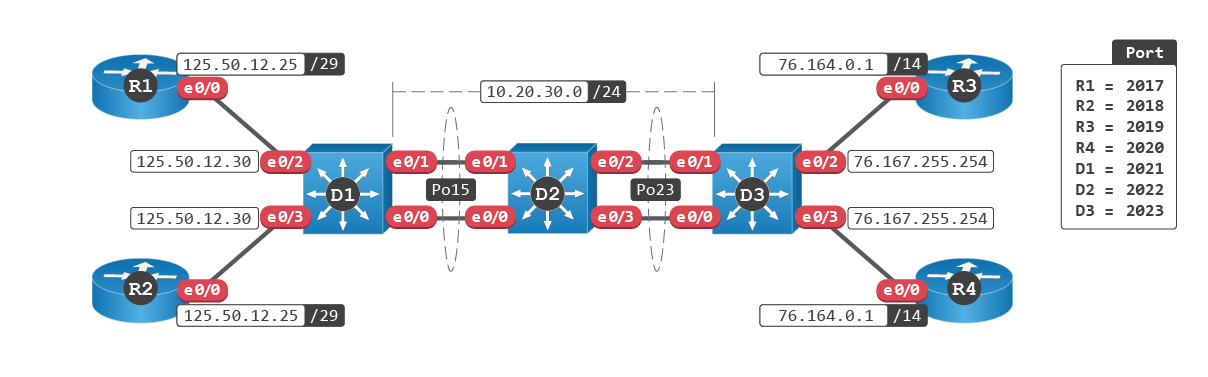 125.50.12.25 /29
R1
e0/0
125.50.12.30
e0/2
10.20.30.0 /24
76.164.0.1 /14
R3
e0/0
e0/2
76.167.255.254
D1
e0/1
e0/1
Po15
e0/0
e0/0
D2
e0/2
e0/1
Po23
e0/3
e0/0
D3
125.50.12.30
e0/3
e0/3
76.167.255.254
R2
e0/0
125.50.12.25 /29
e0/0
R4
76.164.0.1 /14
Port
R1 = 2017
R2 = 2018
R3 = 2019
R4 = 2020
D1 = 2021
D2 = 2022
D3 = 2023